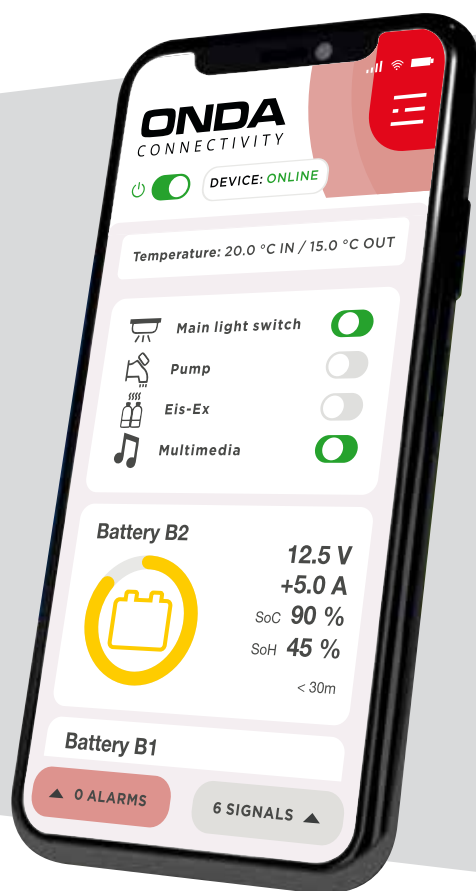 ONDA
CONNECTIVITY
DEVICE: ONLINE
Temperature: 20.0 °C IN / 15.0 °C OUT
Main light switch
Pump
Eis-Ex
Multimedia
Battery B2
12.5 V
+5.0 A
SoC 90 %
SoH 45 %
< 30m
Battery B1
0 ALARMS
6 SIGNALS